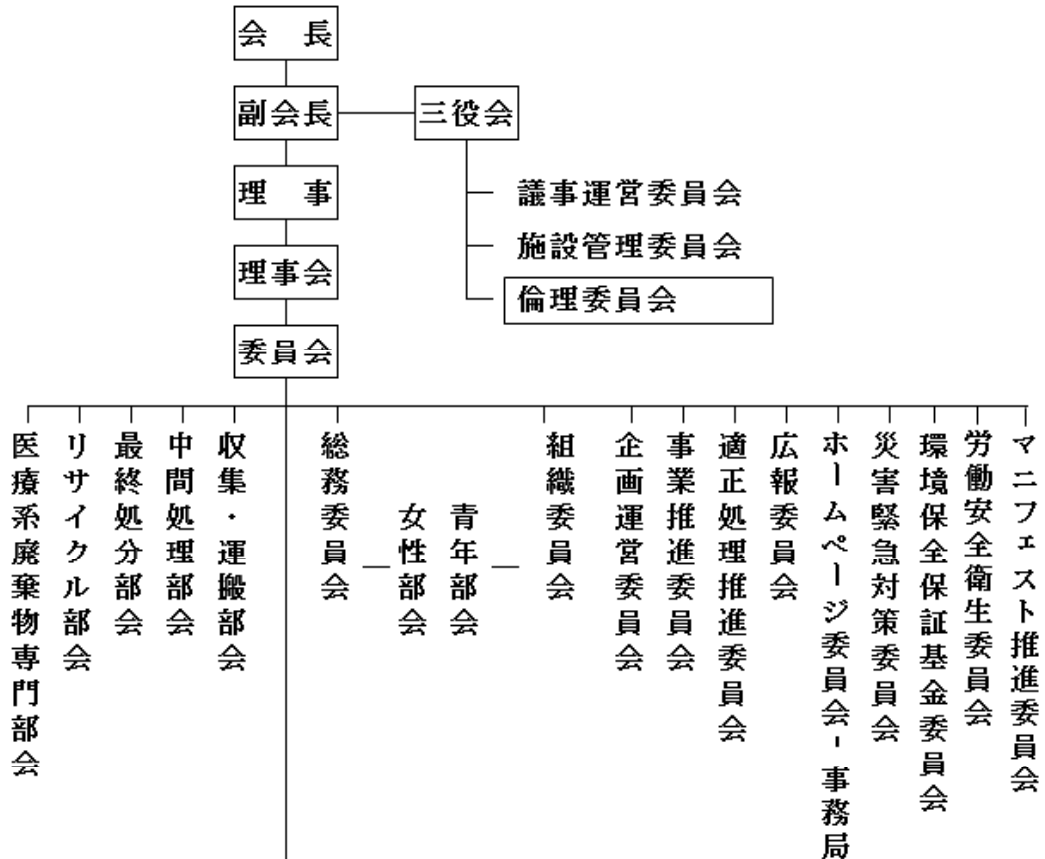 会　長
副会長
三役会
理　事
議事運営委員会
施設管理委員会
理事会
倫理委員会
委員会
医療系廃棄物専門部会
リサイクル部会
最終処分部会
中間処理部会
収集・運搬部会
総務委員会
女性部会
青年部会
組織委員会
企画運営委員会
事業推進委員会
適正処理推進委員会
広報委員会
ホームページ委員会-事務局
災害緊急対策委員会
環境保全保証基金委員会
労働安全衛生委員会
マニフェスト推進委員会